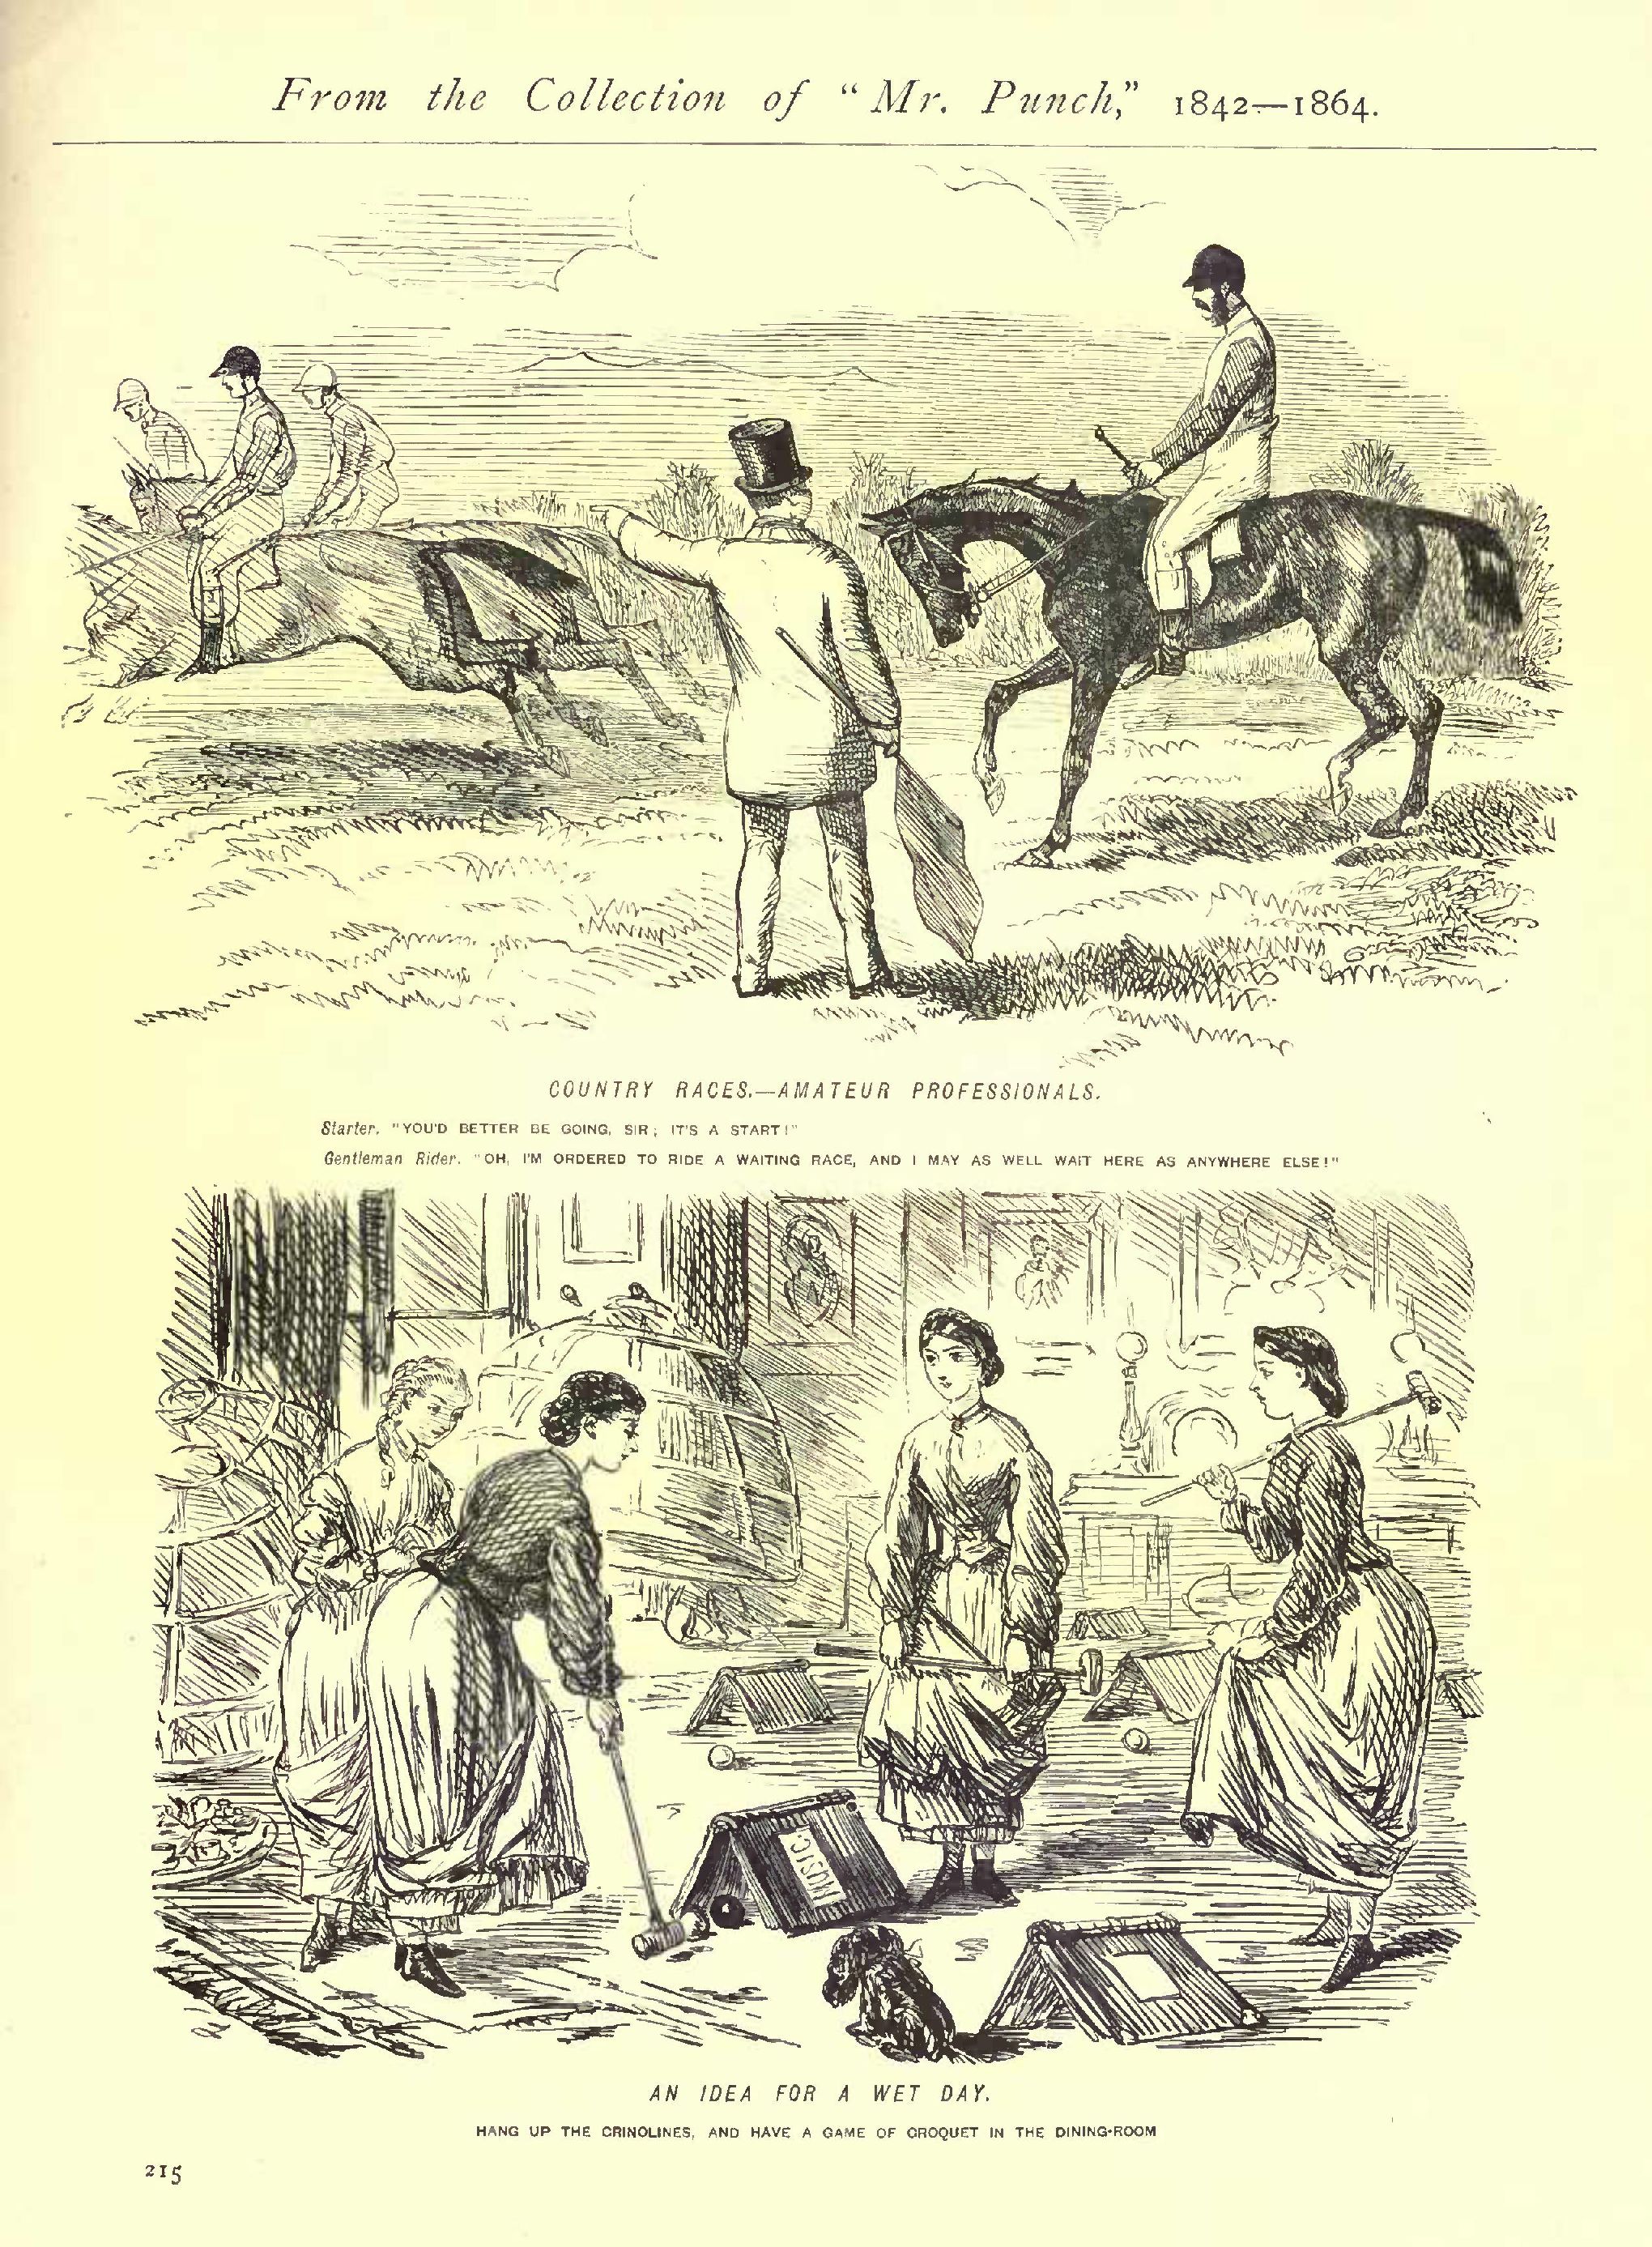 From the Collection of "Mr. Punch," 1842—1864.
COUNTRY RACES.—AMATEUR PROFESSIONALS.
Starter. "YOU'D BETTER BE GOING, SIR; IT'S A START!"
Gentleman Rider. "OH, I'M ORDERED TO RIDE A WAITING RACE, AND I MAY AS WELL WAIT HERE AS ANYWHERE ELSE!"
MUSIC
AN IDEA FOR A WET DAY.
HANG UP THE CRINOLINES, AND HAVE A GAME OF CROQUET IN THE DINING-ROOM
215